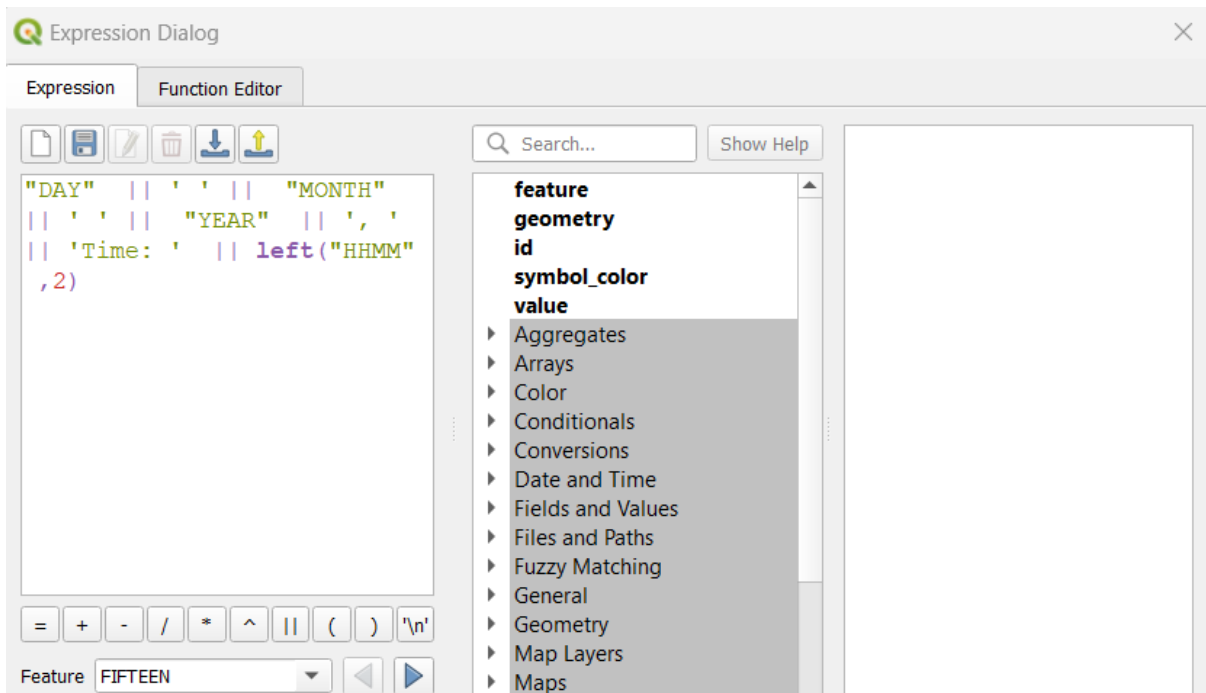 Expression Dialog
Expression
Function Editor
"DAY" || ' ' || "MONTH"
|| ' ' || "YEAR" || ', '
|| 'Time: ' || left("HHMM"
,2)
= + - / * ^ || ( ) '\n'
Feature FIFTEEN
Search...
Show Help
feature
geometry
id
symbol_color
value
Aggregates
Arrays
Color
Conditionals
Conversions
Date and Time
Fields and Values
Files and Paths
Fuzzy Matching
General
Geometry
Map Layers
Maps